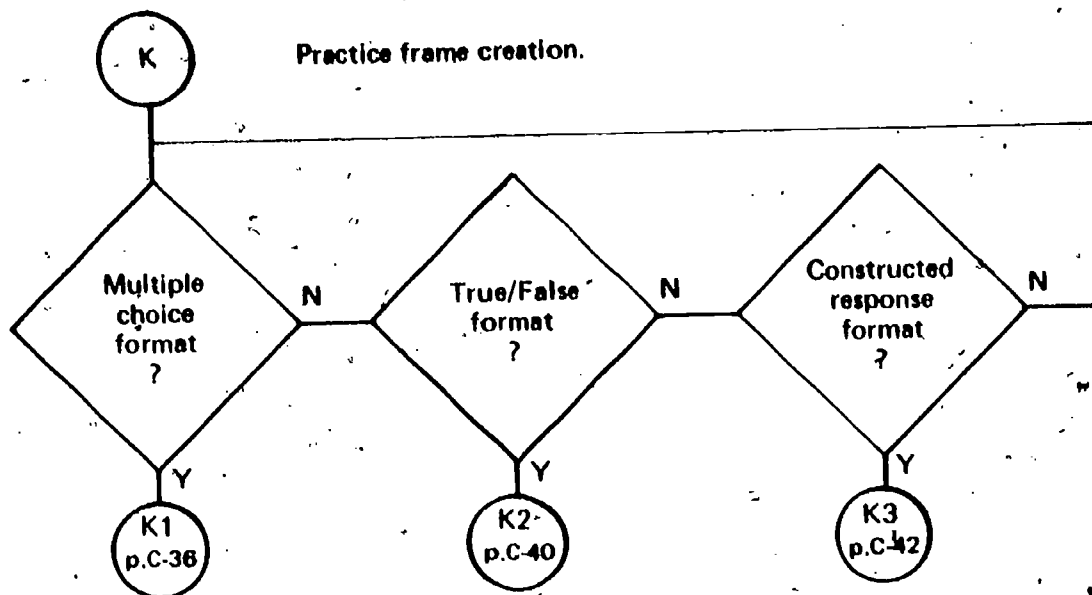 K
Practice frame creation.
Multiple
choice
format
?
N
Y
K1
p.C-36
True/False
format
?
N
Y
K2
p.C-40
Constructed
response
format
?
N
Y
K3
p.C-42